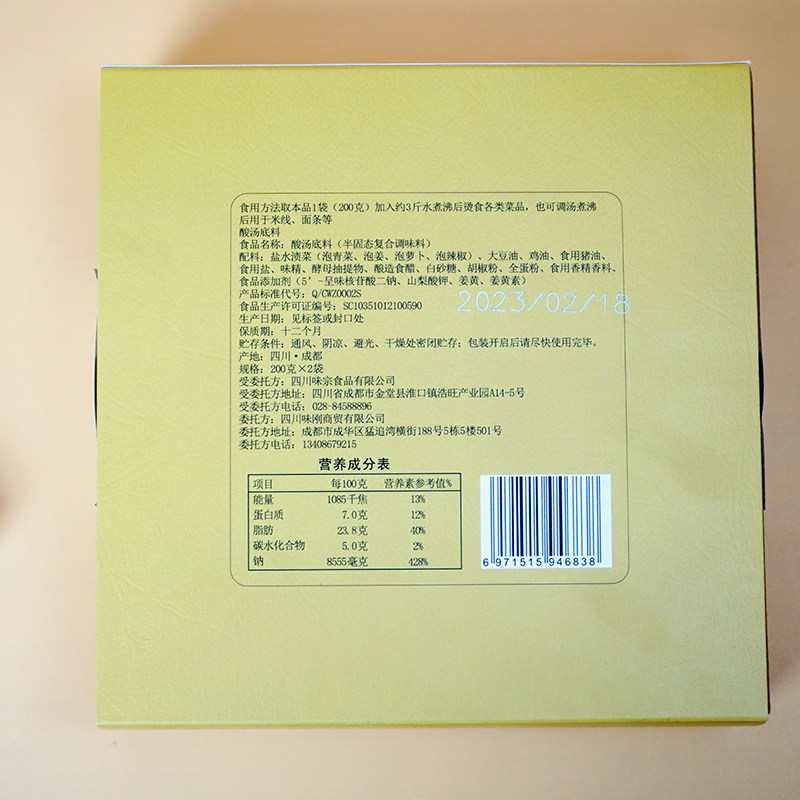 食用方法取本品1袋（200克）加入约3斤水煮沸后烫食各类菜品，也可调汤煮沸
后用于米线、面条等
酸汤底料
食品名称：酸汤底料（半固态复合调味料）
配料：盐水渍菜（泡青菜、泡姜、泡萝卜、泡辣椒）、大豆油、鸡油、食用猪油、
食用盐、味精、酵母抽提物、酿造食醋、白砂糖、胡椒粉、全蛋粉、食用香精香料、
食品添加剂（5’-呈味核苷酸二钠、山梨酸钾、姜黄、姜黄素）
产品标准代号：Q/CWZ0002S
食品生产许可证编号：SC10351012100590
2023/02/18
生产日期：见标签或封口处
保质期：十二个月
贮存条件：通风、阴凉、避光、干燥处密闭贮存；包装开启后请尽快使用完毕。
产地：四川·成都
规格：200克×2袋
受委托方：四川味宗食品有限公司
受委托方地址：四川省成都市金堂县淮口镇浩旺产业园A14-5号
受委托方电话：028-84588896
委托方：四川味刚商贸有限公司
委托方地址：成都市成华区猛追湾横街188号5栋5楼501号
委托方电话：13408679215
营养成分表
项目 每100克 营养素参考值%
能量 1085千焦 13%
蛋白质 7.0克 12%
脂肪 23.8克 40%
碳水化合物 5.0克 2%
钠 8555毫克 428%
6 971515 946838